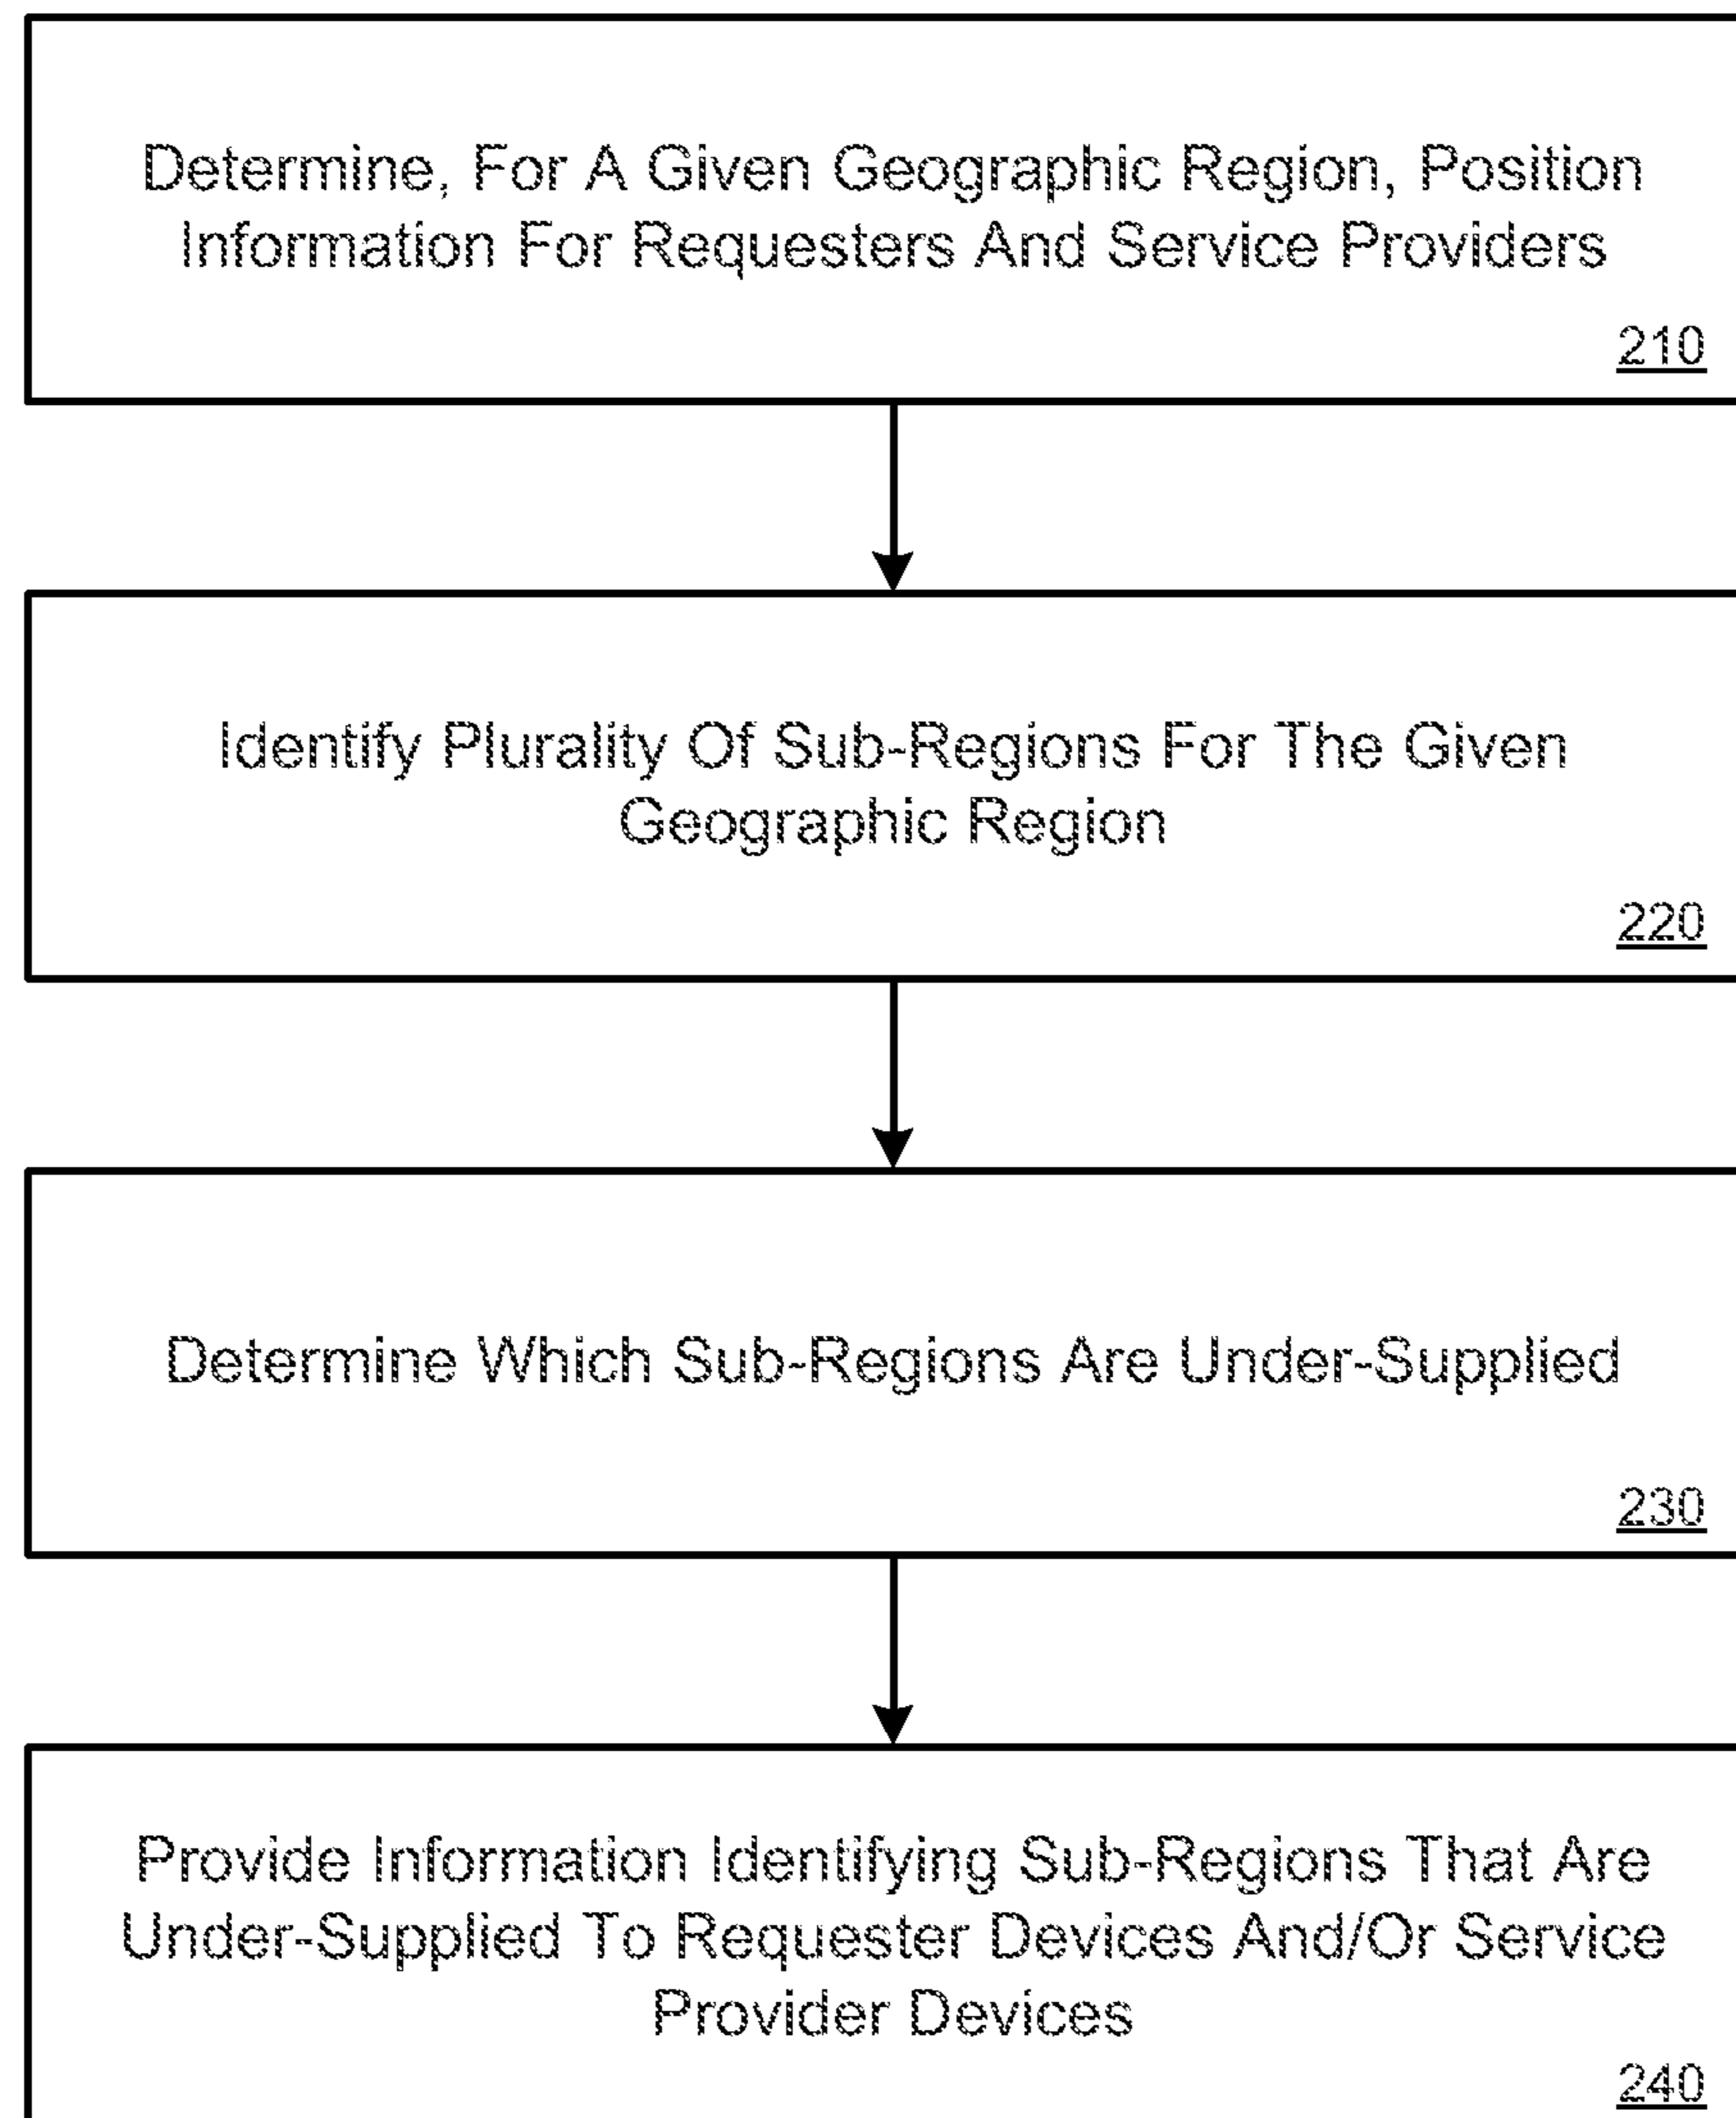 Determine, For A Given Geographic Region, Position
Information For Requesters And Service Providers
210
Identify Plurality Of Sub-Regions For The Given
Geographic Region
220
Determine Which Sub-Regions Are Under-Supplied
230
Provide Information Identifying Sub-Regions That Are
Under-Supplied To Requester Devices And/Or Service
Provider Devices
240